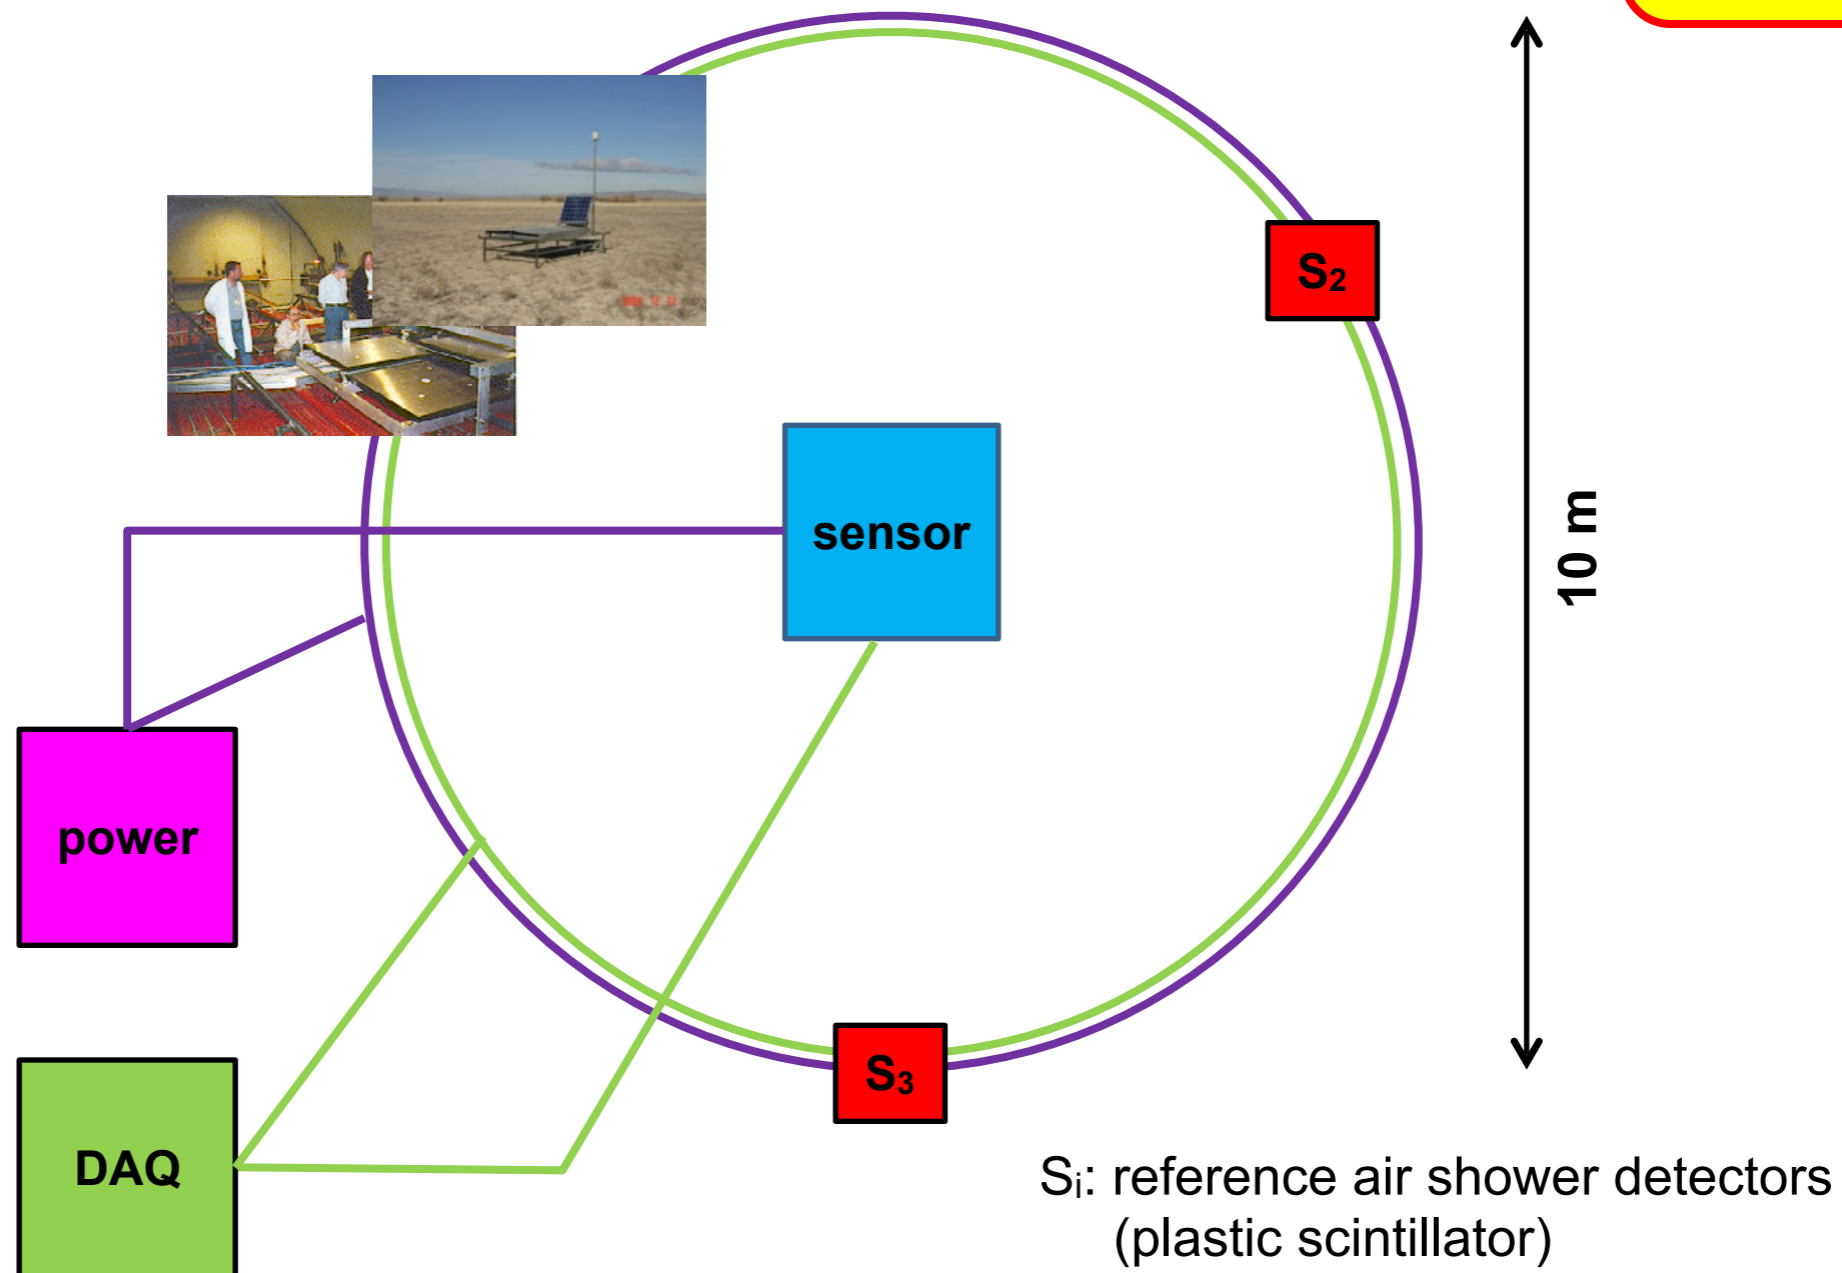 S₂
sensor
10 m
power
S₃
DAQ
Sᵢ: reference air shower detectors
(plastic scintillator)